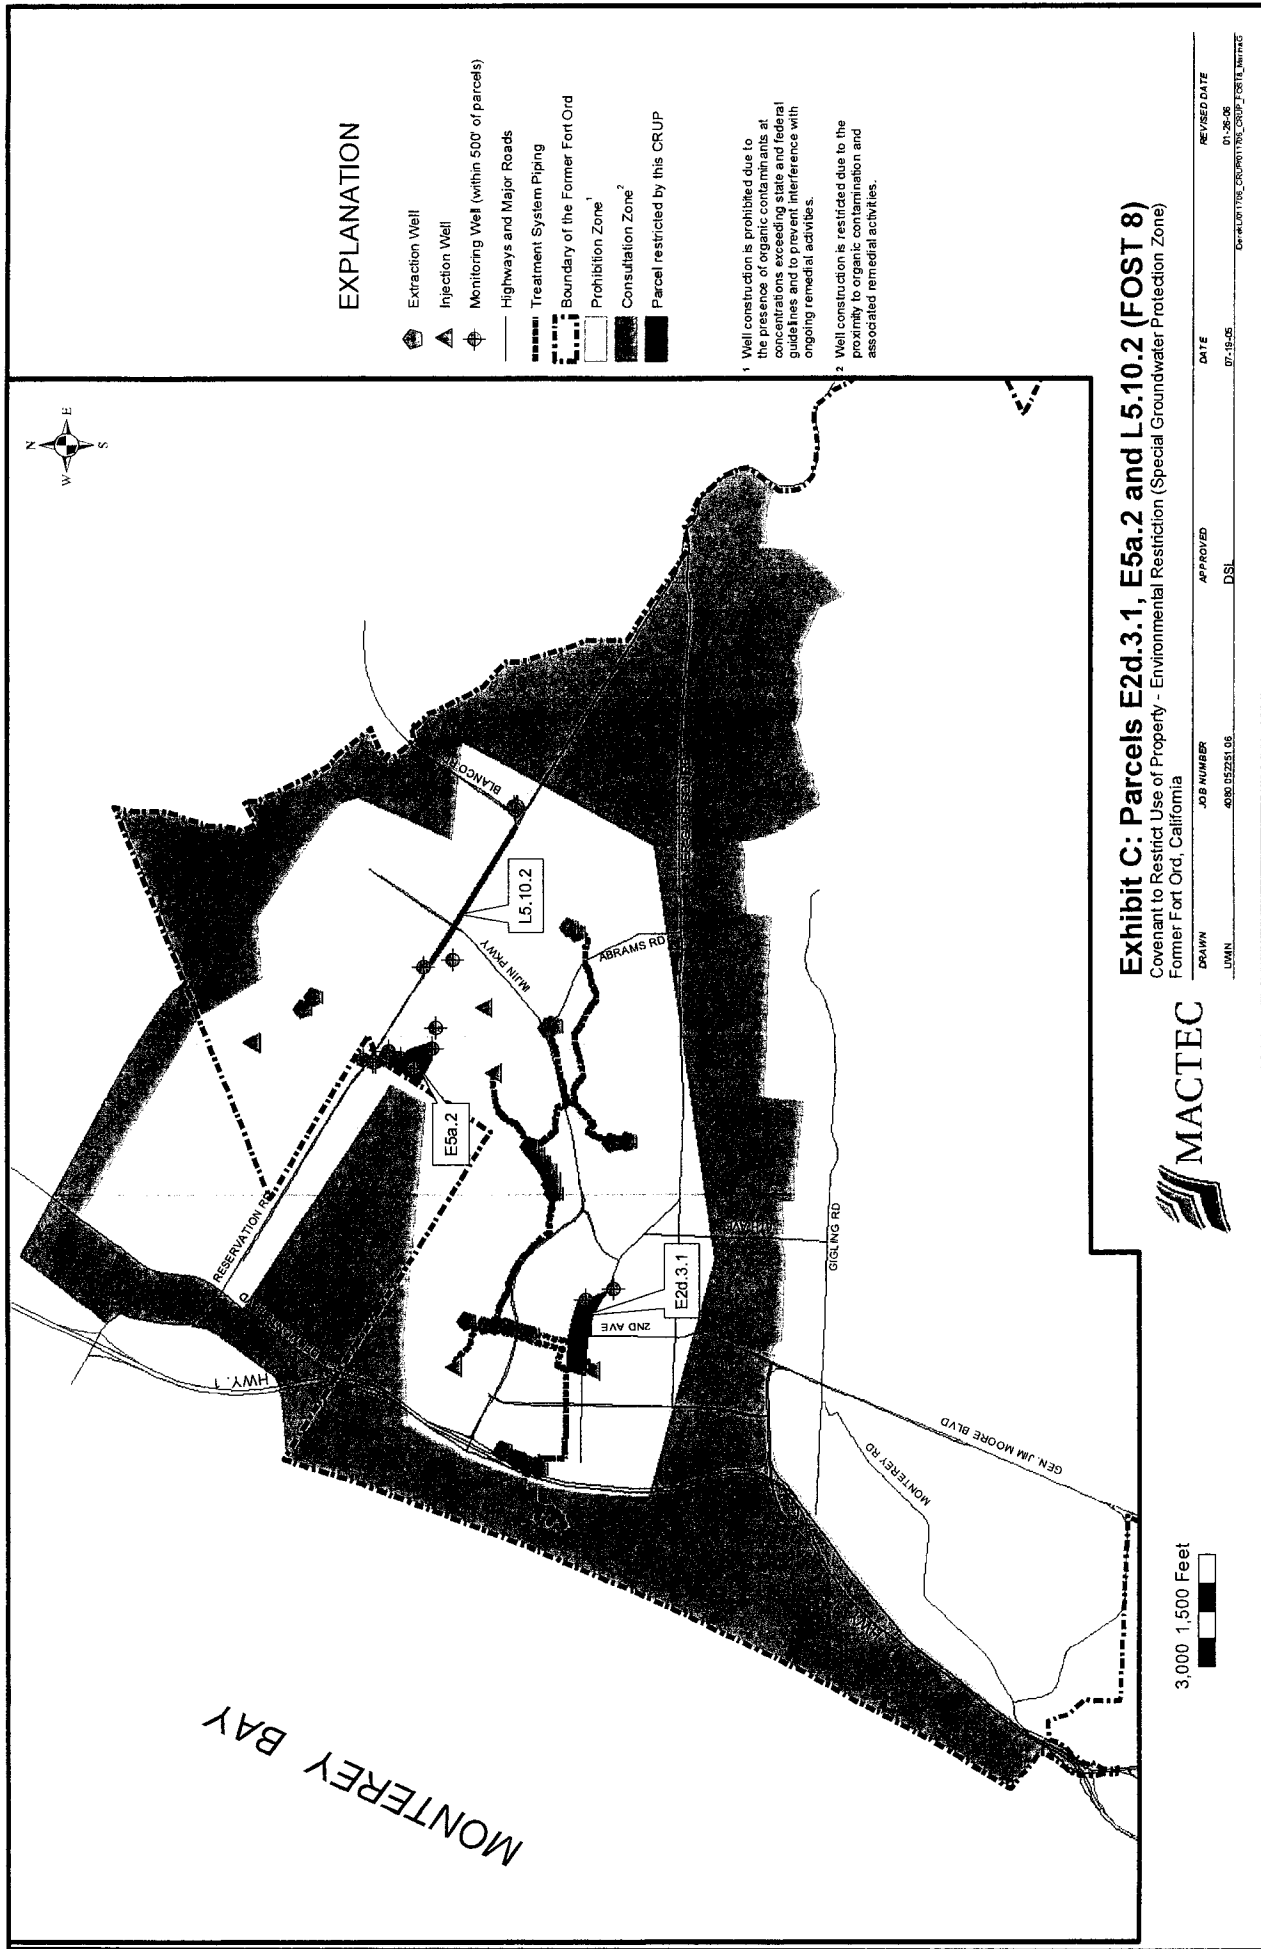 N
W
E
S
MONTEREY BAY
HWY. 1
RESERVATION RD
BLANCO
IMJIN PKWY
ABRAMS RD
L5.10.2
E5a.2
E2d.3.1
2ND AVE
GIGLING RD
GEN. JIM MOORE BLVD
MONTEREY RD
EXPLANATION
Extraction Well
Injection Well
Monitoring Well (within 500' of parcels)
Highways and Major Roads
Treatment System Piping
Boundary of the Former Fort Ord
Prohibition Zone¹
Consultation Zone²
Parcel restricted by this CRUP
1 Well construction is prohibited due to
the presence of organic contaminants at
concentrations exceeding state and federal
guidelines and to prevent interference with
ongoing remedial activities.
2 Well construction is restricted due to the
proximity to organic contamination and
associated remedial activities.
3,000 1,500 Feet
MACTEC
Exhibit C: Parcels E2d.3.1, E5a.2 and L5.10.2 (FOST 8)
Covenant to Restrict Use of Property - Environmental Restriction (Special Groundwater Protection Zone)
Former Fort Ord, California
DRAWN JOB NUMBER APPROVED DATE REVISED DATE
4080 052251 06 DSL 07-19-05 01-26-06